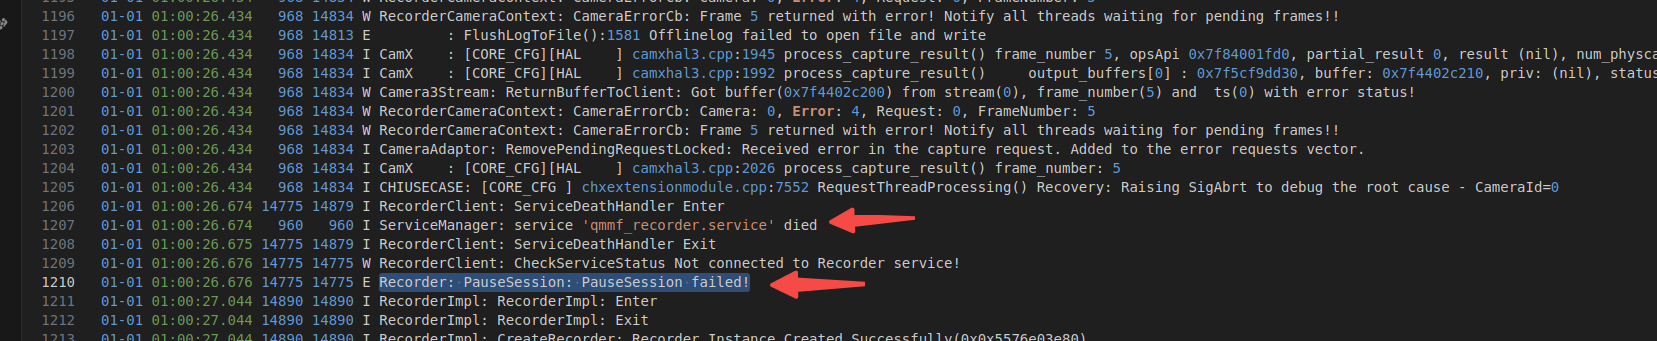 1196 01-01 01:00:26.434 968 14834 W RecorderCameraContext: CameraErrorCb: Frame 5 returned with error! Notify all threads waiting for pending frames!!
1197 01-01 01:00:26.434 968 14813 E : FlushLogToFile():1581 Offlinelog failed to open file and write
1198 01-01 01:00:26.434 968 14834 I CamX : [CORE_CFG][HAL ] camxhal3.cpp:1945 process_capture_result() frame_number 5, opsApi 0x7f84001fd0, partial_result 0, result (nil), num_physca
1199 01-01 01:00:26.434 968 14834 I CamX : [CORE_CFG][HAL ] camxhal3.cpp:1992 process_capture_result() output_buffers[0] : 0x7f5cf9dd30, buffer: 0x7f4402c210, priv: (nil), status
1200 01-01 01:00:26.434 968 14834 W Camera3Stream: ReturnBufferToClient: Got buffer(0x7f4402c200) from stream(0), frame_number(5) and ts(0) with error status!
1201 01-01 01:00:26.434 968 14834 W RecorderCameraContext: CameraErrorCb: Camera: 0, Error: 4, Request: 0, FrameNumber: 5
1202 01-01 01:00:26.434 968 14834 W RecorderCameraContext: CameraErrorCb: Frame 5 returned with error! Notify all threads waiting for pending frames!!
1203 01-01 01:00:26.434 968 14834 I CameraAdaptor: RemovePendingRequestLocked: Received error in the capture request. Added to the error requests vector.
1204 01-01 01:00:26.434 968 14834 I CamX : [CORE_CFG][HAL ] camxhal3.cpp:2026 process_capture_result() frame_number: 5
1205 01-01 01:00:26.434 968 14834 I CHIUSECASE: [CORE_CFG ] chxextensionmodule.cpp:7552 RequestThreadProcessing() Recovery: Raising SigAbrt to debug the root cause - CameraId=0
1206 01-01 01:00:26.674 14775 14879 I RecorderClient: ServiceDeathHandler Enter
1207 01-01 01:00:26.674 960 960 I ServiceManager: service 'qmmf_recorder.service' died
1208 01-01 01:00:26.675 14775 14879 I RecorderClient: ServiceDeathHandler Exit
1209 01-01 01:00:26.676 14775 14775 W RecorderClient: CheckServiceStatus Not connected to Recorder service!
1210 01-01 01:00:26.676 14775 14775 E Recorder: PauseSession: PauseSession failed!
1211 01-01 01:00:27.044 14890 14890 I RecorderImpl: RecorderImpl: Enter
1212 01-01 01:00:27.044 14890 14890 I RecorderImpl: RecorderImpl: Exit
1213 01-01 01:00:27.044 14890 14890 I RecorderImpl: CreateRecorder: Recorder Instance Created Successfully(0x0x5576e03e80)